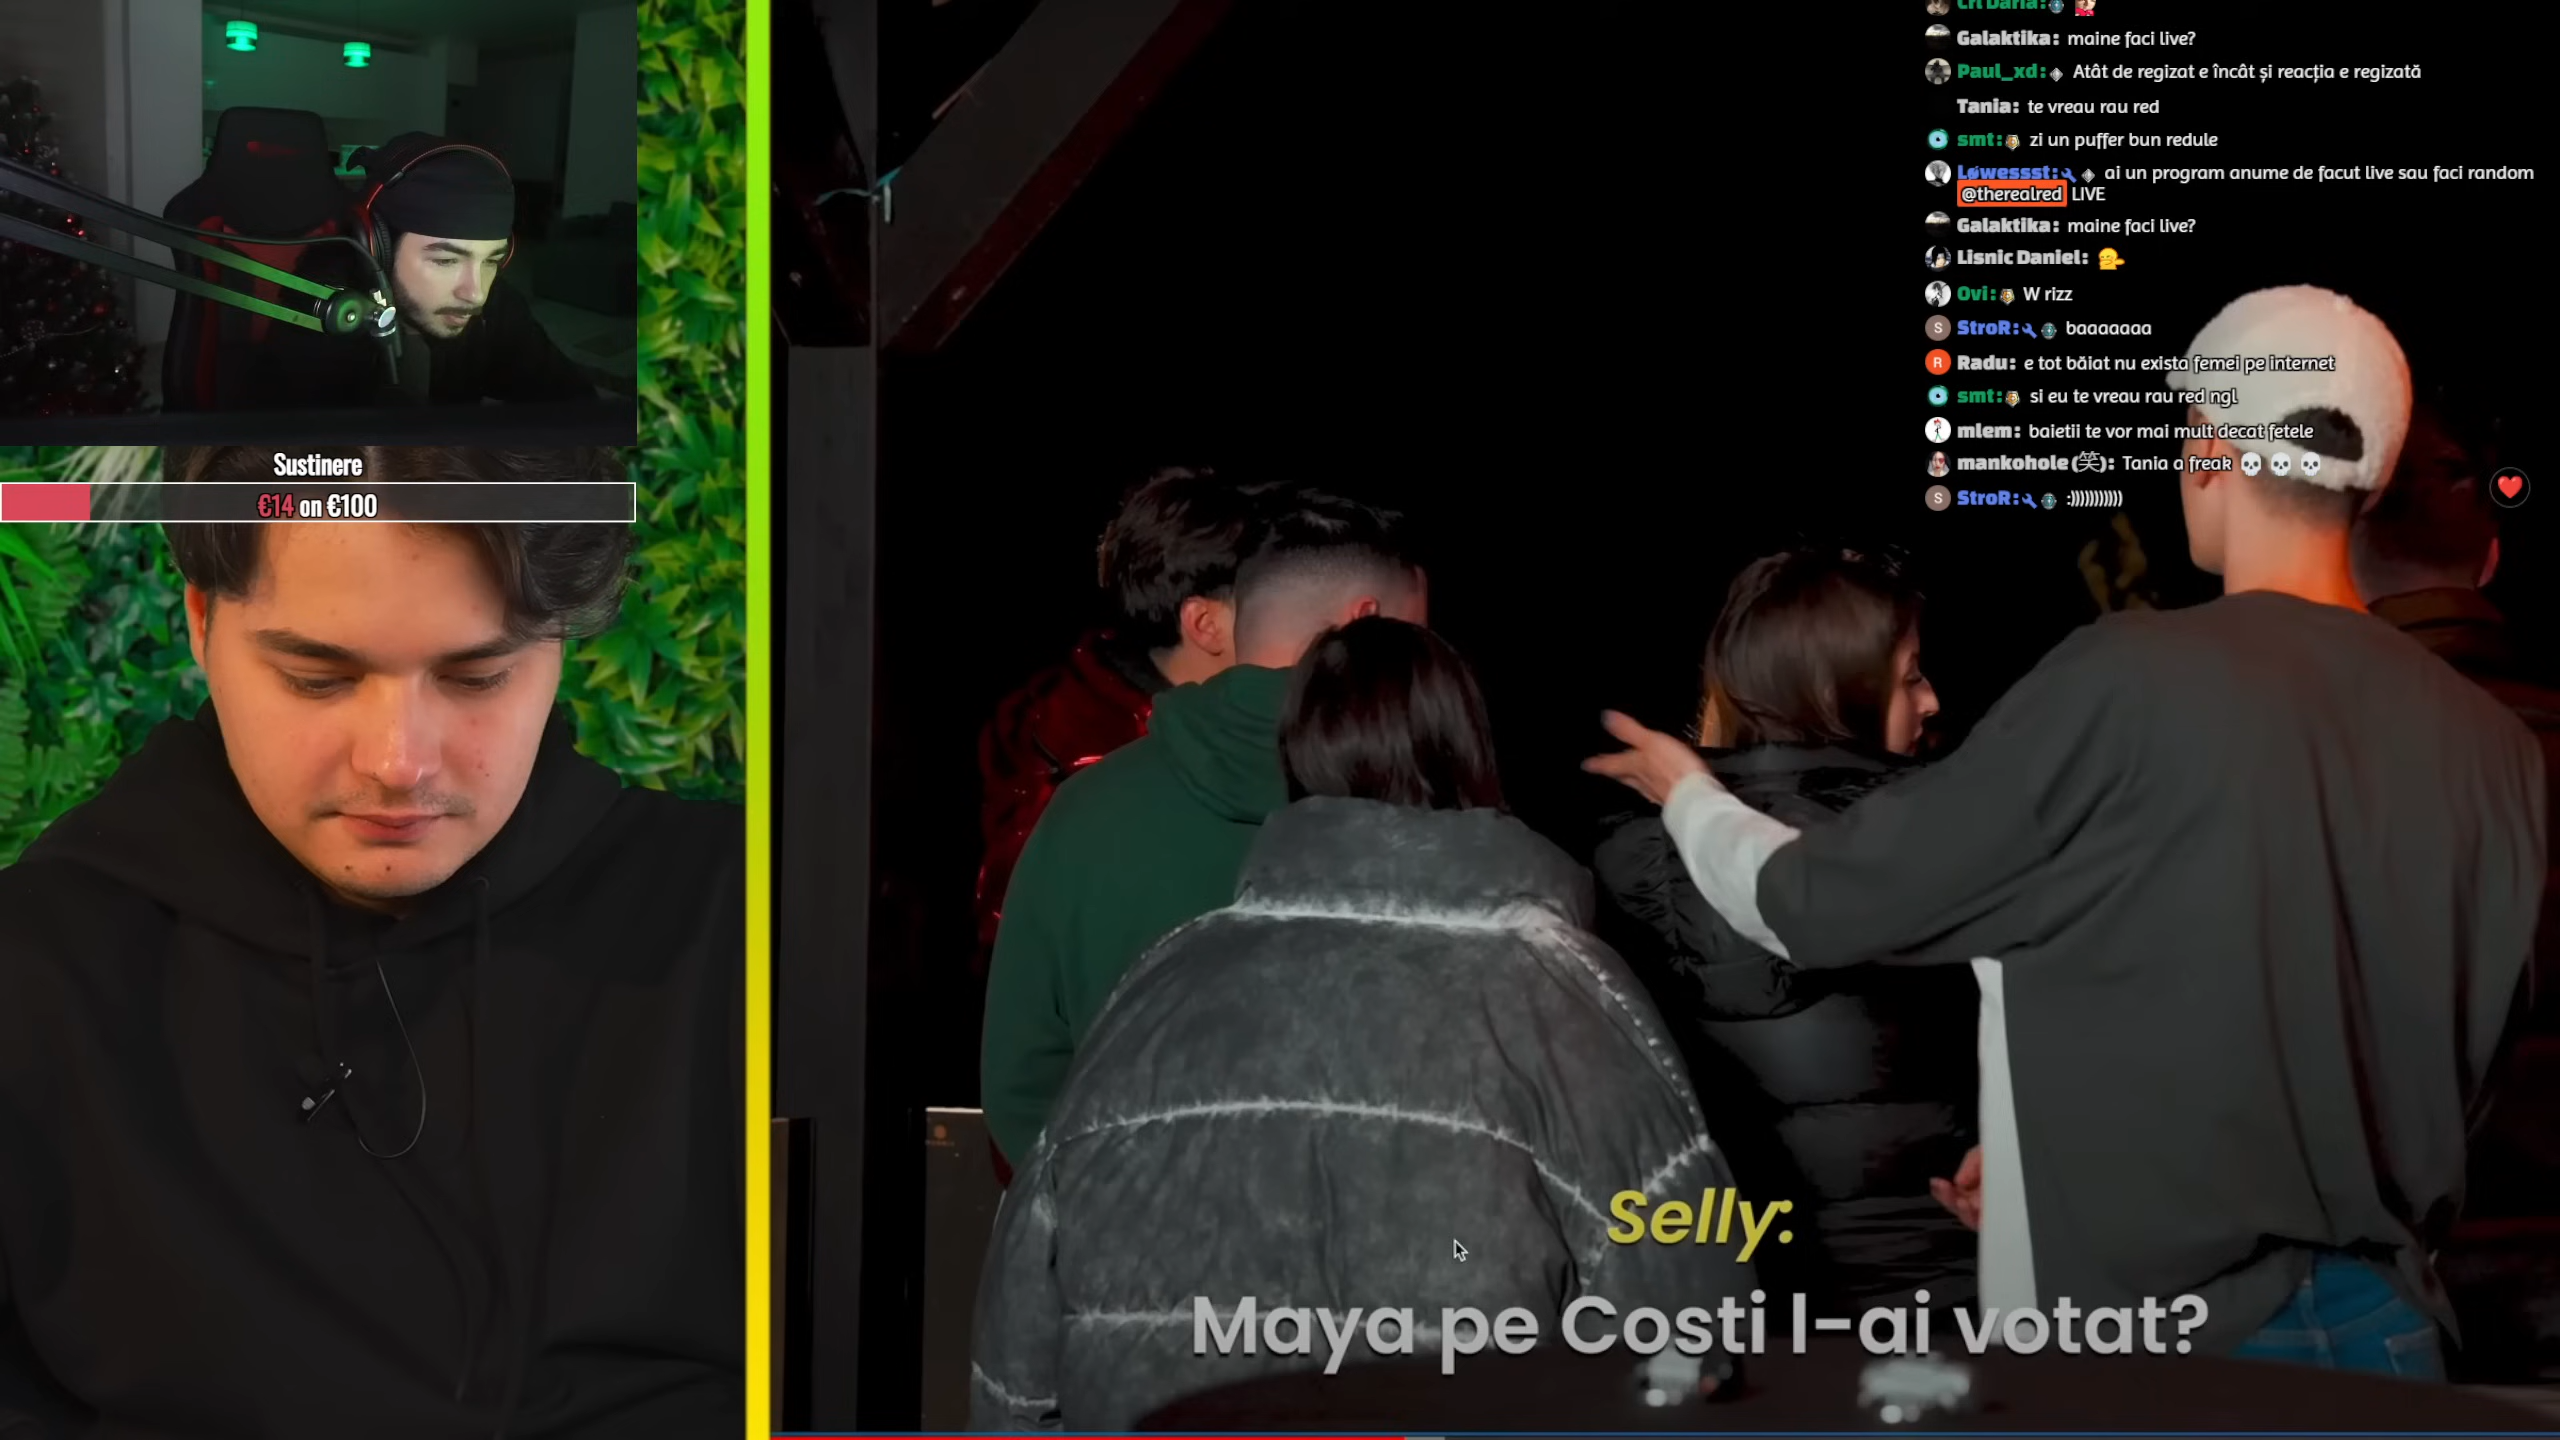 Sustinere
€14 on €100
Crl Daria:
Galaktika: maine faci live?
Paul_xd: Atât de regizat e încât și reacția e regizată
Tania: te vreau rau red
smt: zi un puffer bun redule
Løwessst: ai un program anume de facut live sau faci random
@therealred LIVE
Galaktika: maine faci live?
Lisnic Daniel:
Ovi: W rizz
S StroR: baaaaaaa
R Radu: e tot băiat nu exista femei pe internet
smt: si eu te vreau rau red ngl
mlem: baietii te vor mai mult decat fetele
mankohole(笑): Tania a freak 💀 💀 💀
S StroR: :)))))))))))
Selly:
Maya pe Costi l-ai votat?